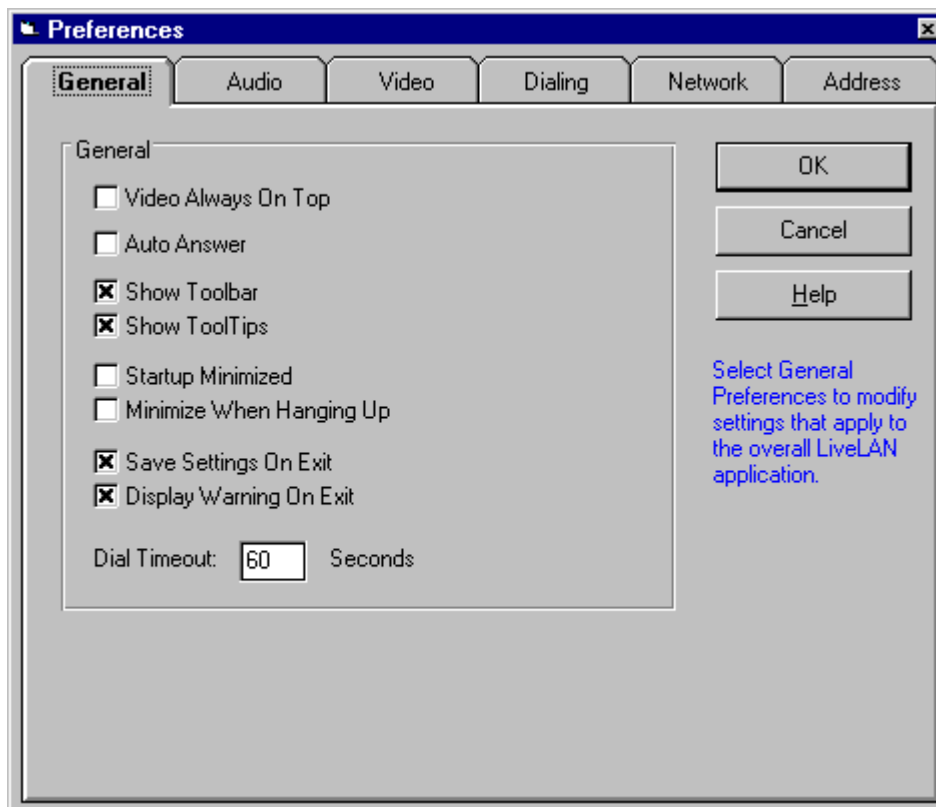 Preferences
General Audio Video Dialing Network Address
General
Video Always On Top
Auto Answer
Show Toolbar
Show ToolTips
Startup Minimized
Minimize When Hanging Up
Save Settings On Exit
Display Warning On Exit
Dial Timeout: 60 Seconds
OK
Cancel
Help
Select General
Preferences to modify
settings that apply to
the overall LiveLAN
application.